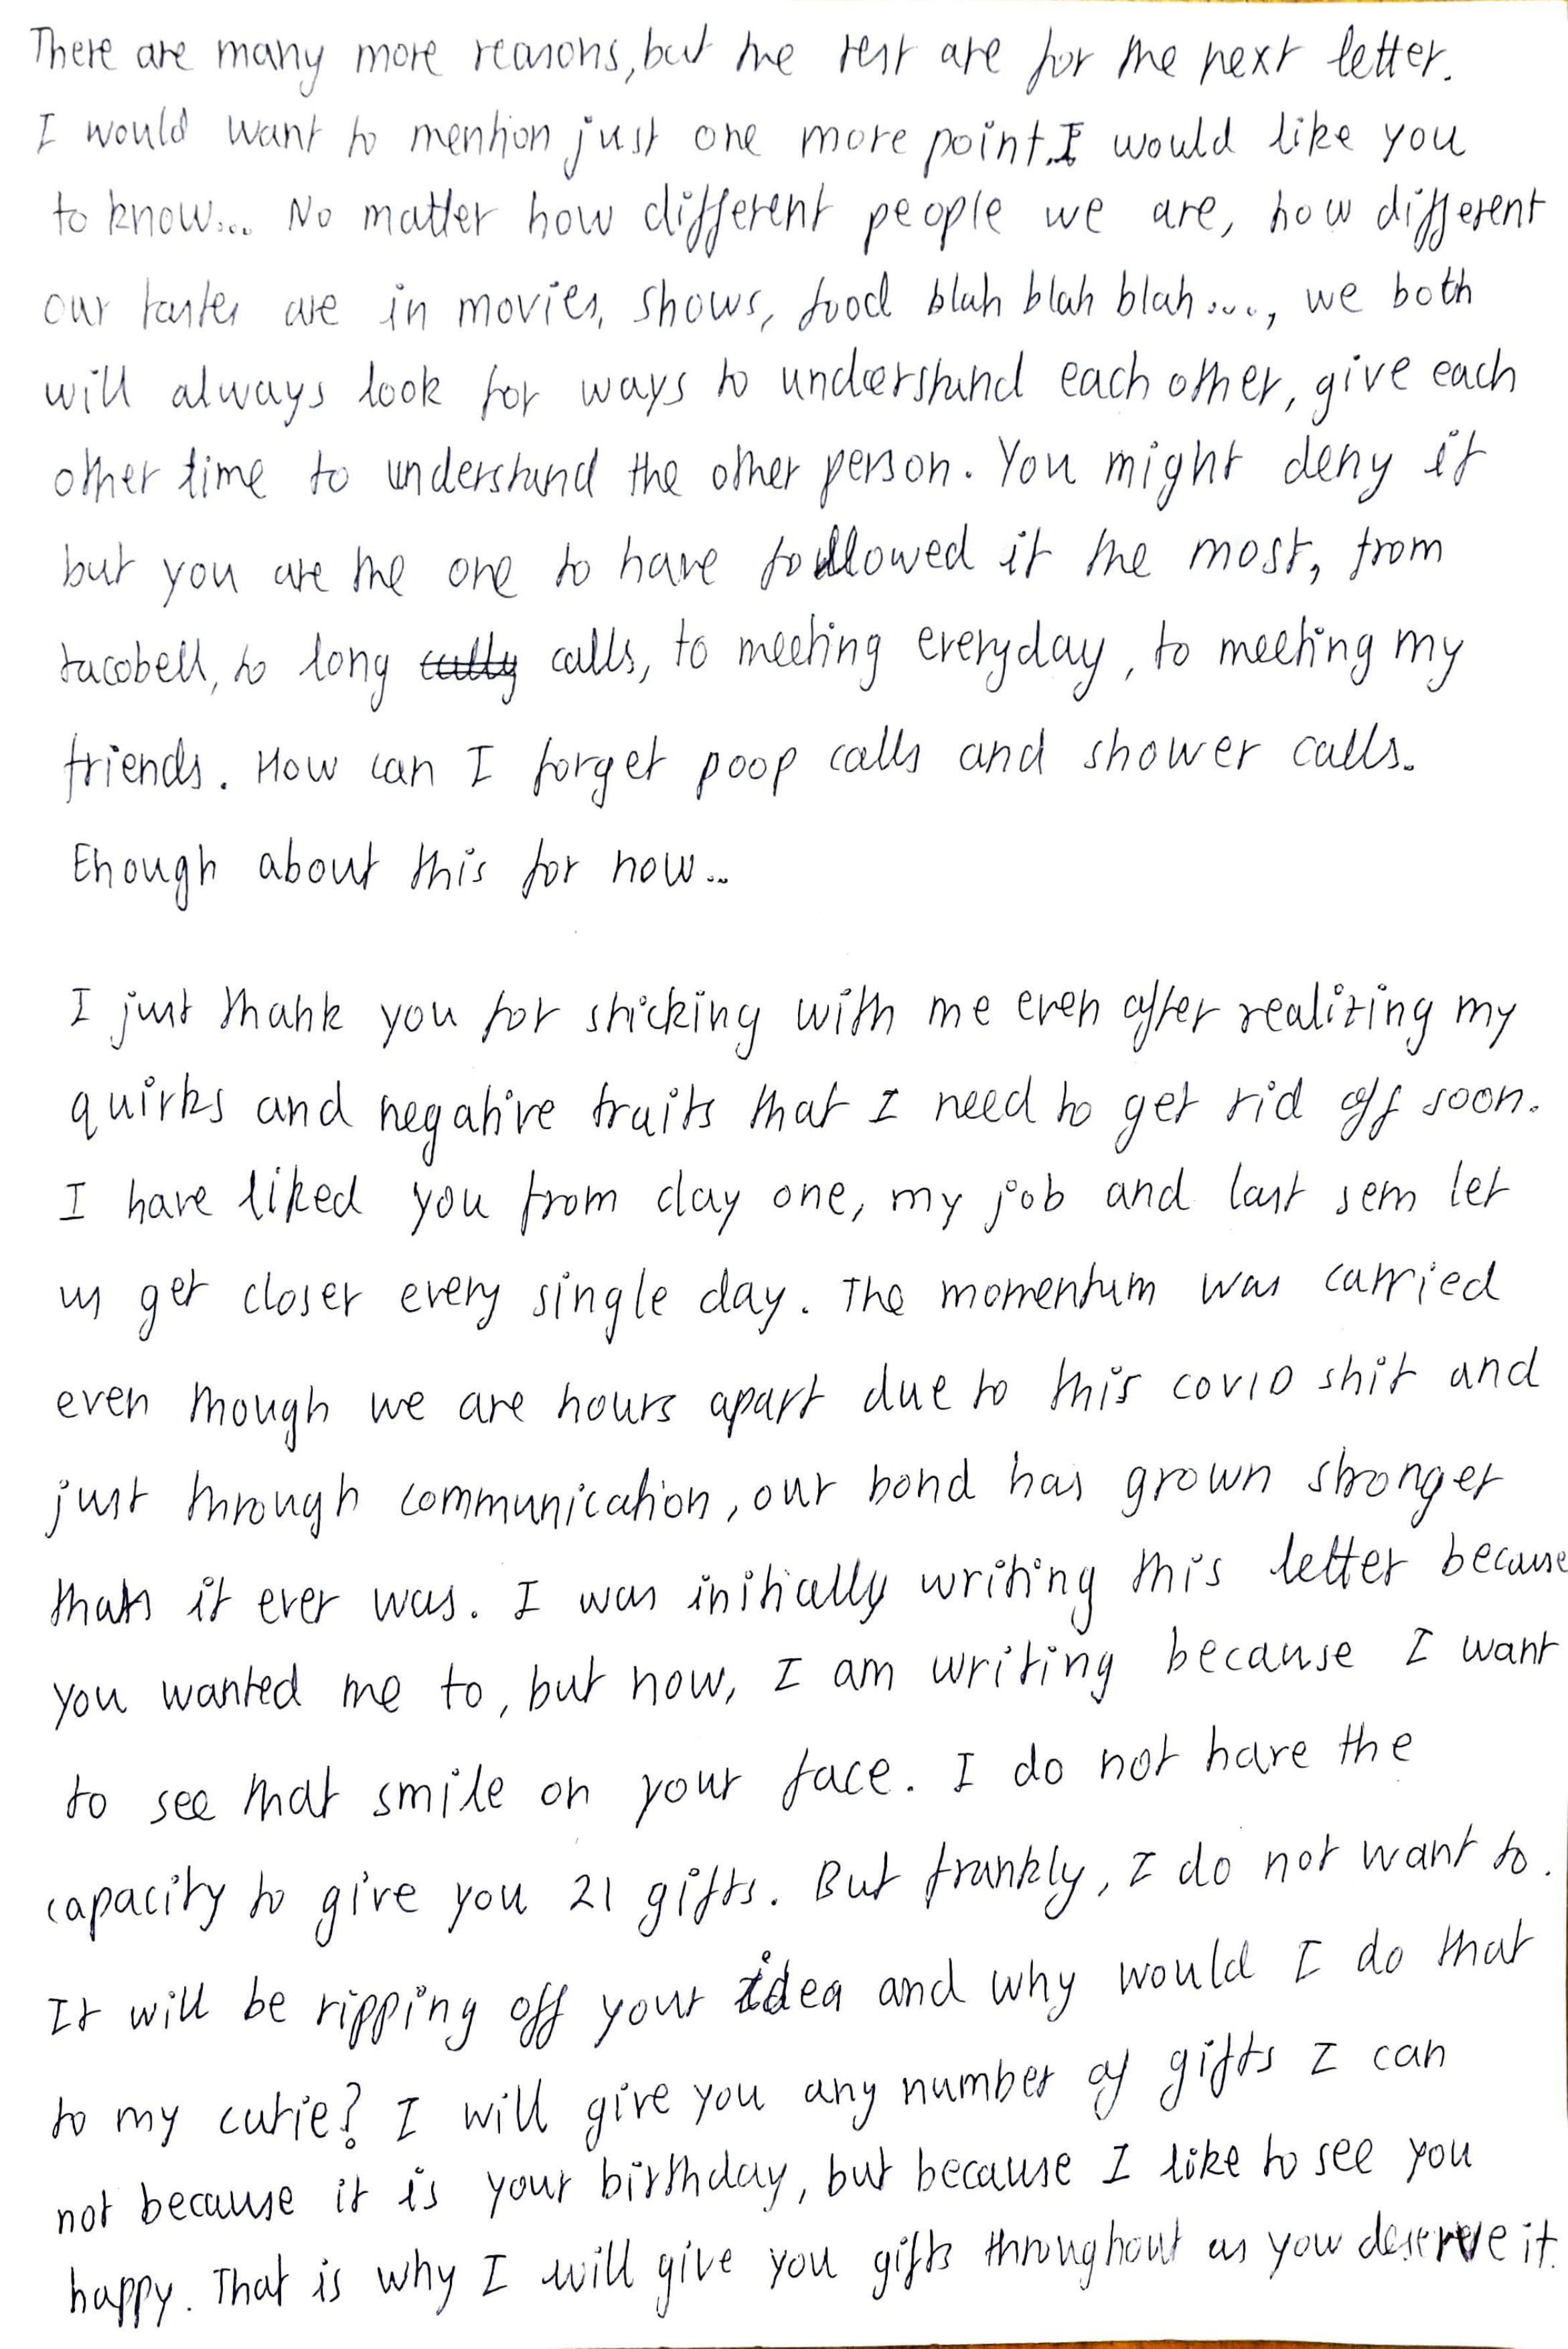 There are many more reasons, but the rest are for the next letter.
I would want to mention just one more point. I would like you
to know... No matter how different people we are, how different
our tastes are in movies, shows, food blah blah blah...., we both
will always look for ways to understand each other, give each
other time to understand the other person. You might deny it
but you are the one to have followed it the most, from
tacobell, to long cally calls, to meeting everyday, to meeting my
friends. How can I forget poop calls and shower calls.
Enough about this for now...
I just thank you for sticking with me even after realizing my
quirks and negative traits that I need to get rid off soon.
I have liked you from day one, my job and last sem let
us get closer every single day. The momentum was carried
even though we are hours apart due to this COVID shit and
just through communication, our bond has grown stronger
than it ever was. I was initially writing this letter because
you wanted me to, but now, I am writing because I want
to see that smile on your face. I do not have the
capacity to give you 21 gifts. But frankly, I do not want to.
It will be ripping off your idea and why would I do that
to my cutie? I will give you any number of gifts I can
not because it is your birthday, but because I like to see you
happy. That is why I will give you gifts throughout as you deserve it.